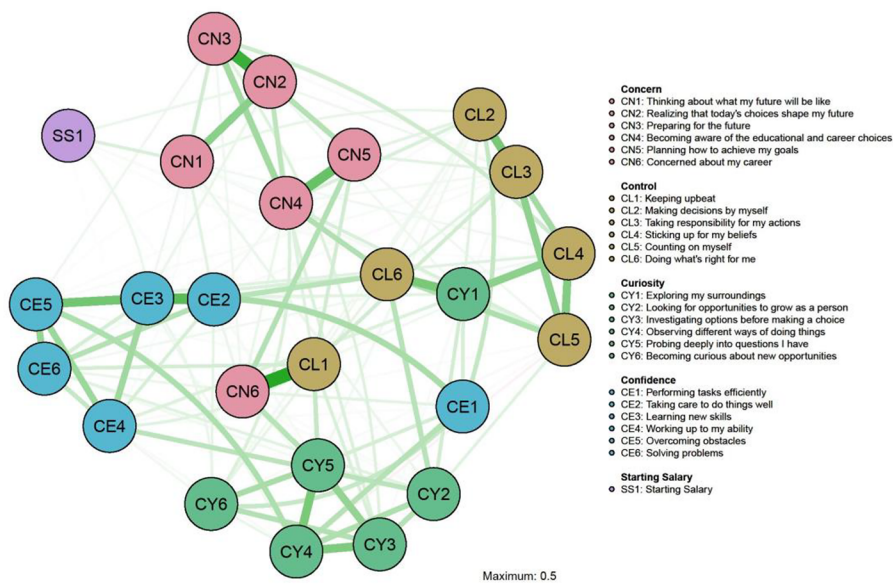 CN3
CN2
CL2
SS1
CN1
CN5
CL3
CN4
CL4
CL6
CE5
CE3
CE2
CY1
CL5
CE6
CL1
CN6
CE1
CE4
CY5
CY6
CY2
CY4
CY3
Maximum: 0.5
Concern
CN1: Thinking about what my future will be like
CN2: Realizing that today's choices shape my future
CN3: Preparing for the future
CN4: Becoming aware of the educational and career choices
CN5: Planning how to achieve my goals
CN6: Concerned about my career
Control
CL1: Keeping upbeat
CL2: Making decisions by myself
CL3: Taking responsibility for my actions
CL4: Sticking up for my beliefs
CL5: Counting on myself
CL6: Doing what's right for me
Curiosity
CY1: Exploring my surroundings
CY2: Looking for opportunities to grow as a person
CY3: Investigating options before making a choice
CY4: Observing different ways of doing things
CY5: Probing deeply into questions I have
CY6: Becoming curious about new opportunities
Confidence
CE1: Performing tasks efficiently
CE2: Taking care to do things well
CE3: Learning new skills
CE4: Working up to my ability
CE5: Overcoming obstacles
CE6: Solving problems
Starting Salary
SS1: Starting Salary